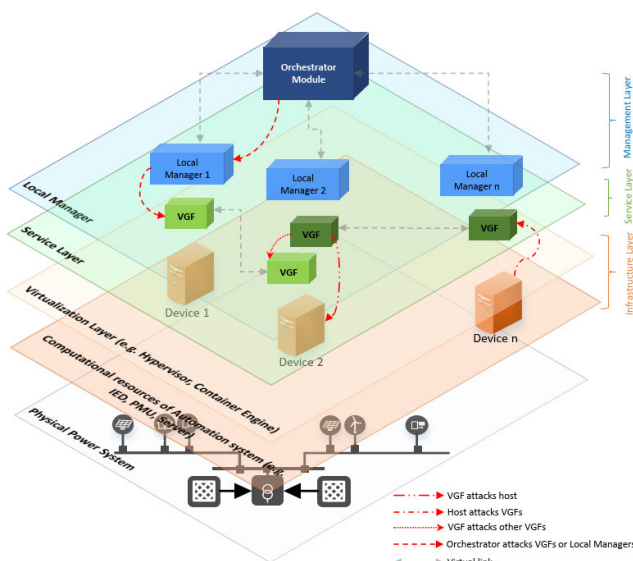 Orchestrator
Module
Management Layer
Local
Manager 1
Local
Manager 2
Local
Manager n
Local Manager
VGF
VGF
VGF
VGF
Service Layer
Service Layer
Infrastructure Layer
Device 1
Device 2
Device n
Virtualization Layer (e.g. Hypervisor, Container Engine)
Computational resources of Automation system (e.g.
IED, PMU, Server)
Physical Power System
VGF attacks host
Host attacks VGFs
VGF attacks other VGFs
Orchestrator attacks VGFs or Local Managers
Virtual link